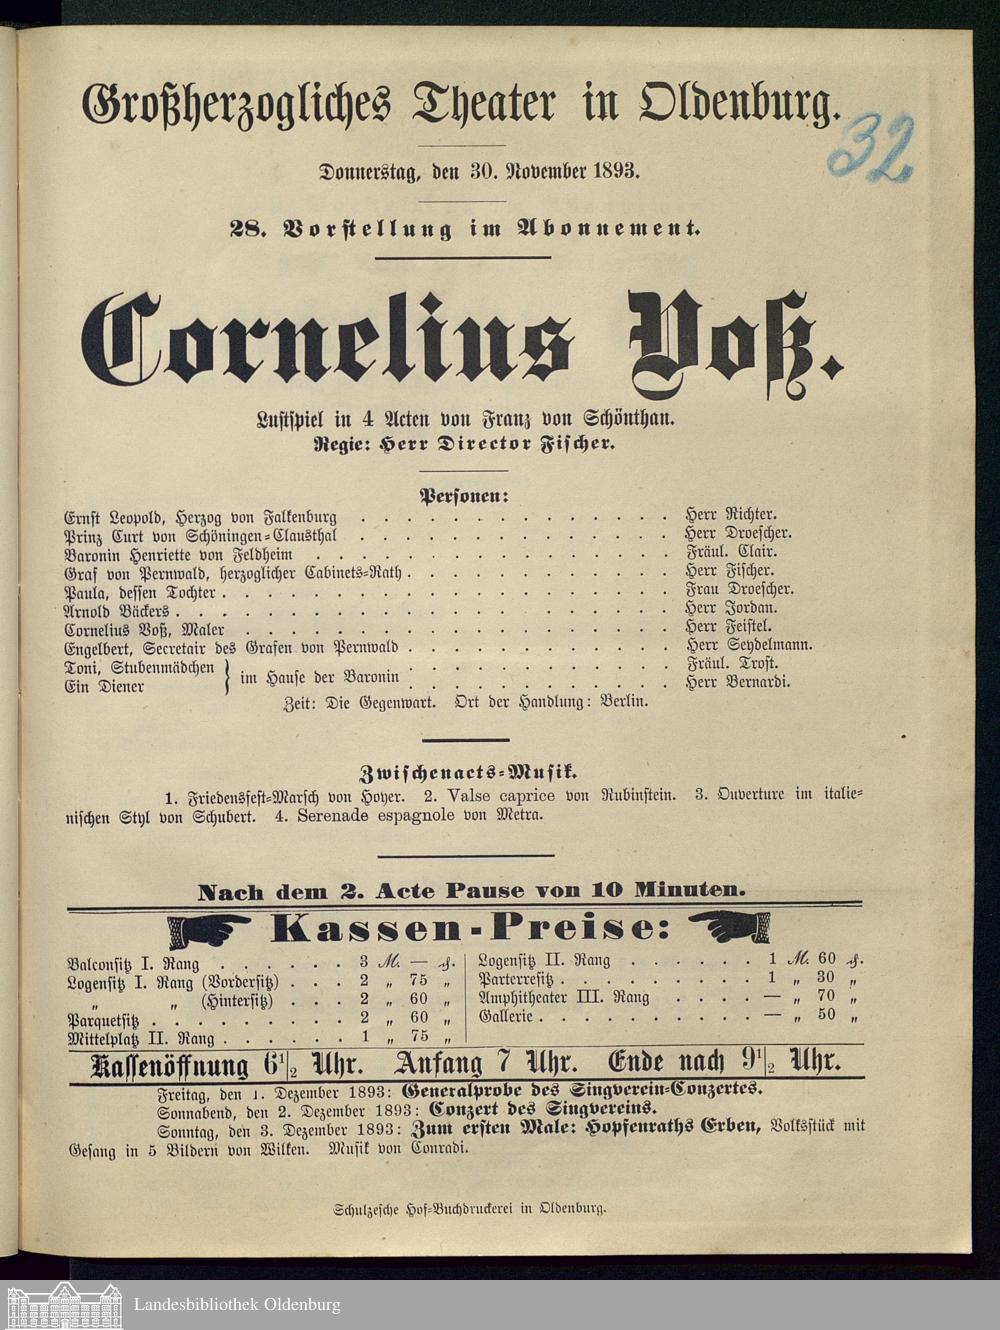 Großherzogliches Theater in Oldenburg.
32
Donnerstag, den 30. November 1893.
28. Vorstellung im Abonnement.
Cornelius Voß.
Lustspiel in 4 Acten von Franz von Schönthan.
Regie: Herr Director Fischer.
Personen:
Ernst Leopold, Herzog von Falkenburg . . . . . . . . . . . . . Herr Richter.
Prinz Curt von Schöningen-Clausthal . . . . . . . . . . . . . Herr Droescher.
Baronin Henriette von Feldheim . . . . . . . . . . . . . . . Fräul. Clair.
Graf von Pernwald, herzoglicher Cabinets-Rath . . . . . . . . . . . Herr Fischer.
Paula, dessen Tochter . . . . . . . . . . . . . . . . . . . Frau Droescher.
Arnold Bäckers . . . . . . . . . . . . . . . . . . . . . Herr Jordan.
Cornelius Voß, Maler . . . . . . . . . . . . . . . . . . Herr Feistel.
Engelbert, Secretair des Grafen von Pernwald . . . . . . . . . . . Herr Seydelmann.
Toni, Stubenmädchen } im Hause der Baronin . . . . . . . . . . . Fräul. Trost.
Ein Diener . . . . . . . . . . . Herr Bernardi.
Zeit: Die Gegenwart. Ort der Handlung: Berlin.
Zwischenacts-Musik.
1. Friedensfest-Marsch von Hoyer. 2. Valse caprice von Rubinstein. 3. Ouverture im italie-
nischen Styl von Schubert. 4. Serenade espagnole von Metra.
Nach dem 2. Acte Pause von 10 Minuten.
Kassen-Preise:
Balconsitz I. Rang . . . . . . 3 M. — ₰.
Logensitz I. Rang (Vordersitz) . . . 2 „ 75 „
„ „ (Hintersitz) . . . 2 „ 60 „
Parquetsitz . . . . . . . . . 2 „ 60 „
Mittelplatz II. Rang . . . . . . 1 „ 75 „
Logensitz II. Rang . . . . . . 1 M. 60 ₰.
Parterresitz . . . . . . . . . 1 „ 30 „
Amphitheater III. Rang . . . . — „ 70 „
Gallerie . . . . . . . . . . — „ 50 „
Kassenöffnung 6 1/2 Uhr. Anfang 7 Uhr. Ende nach 9 1/2 Uhr.
Freitag, den 1. Dezember 1893: Generalprobe des Singverein-Conzertes.
Sonnabend, den 2. Dezember 1893: Conzert des Singvereins.
Sonntag, den 3. Dezember 1893: Zum ersten Male: Hopfenraths Erben, Volksstück mit
Gesang in 5 Bildern von Wilken. Musik von Conradi.
Schulzesche Hof-Buchdruckerei in Oldenburg.
Landesbibliothek Oldenburg